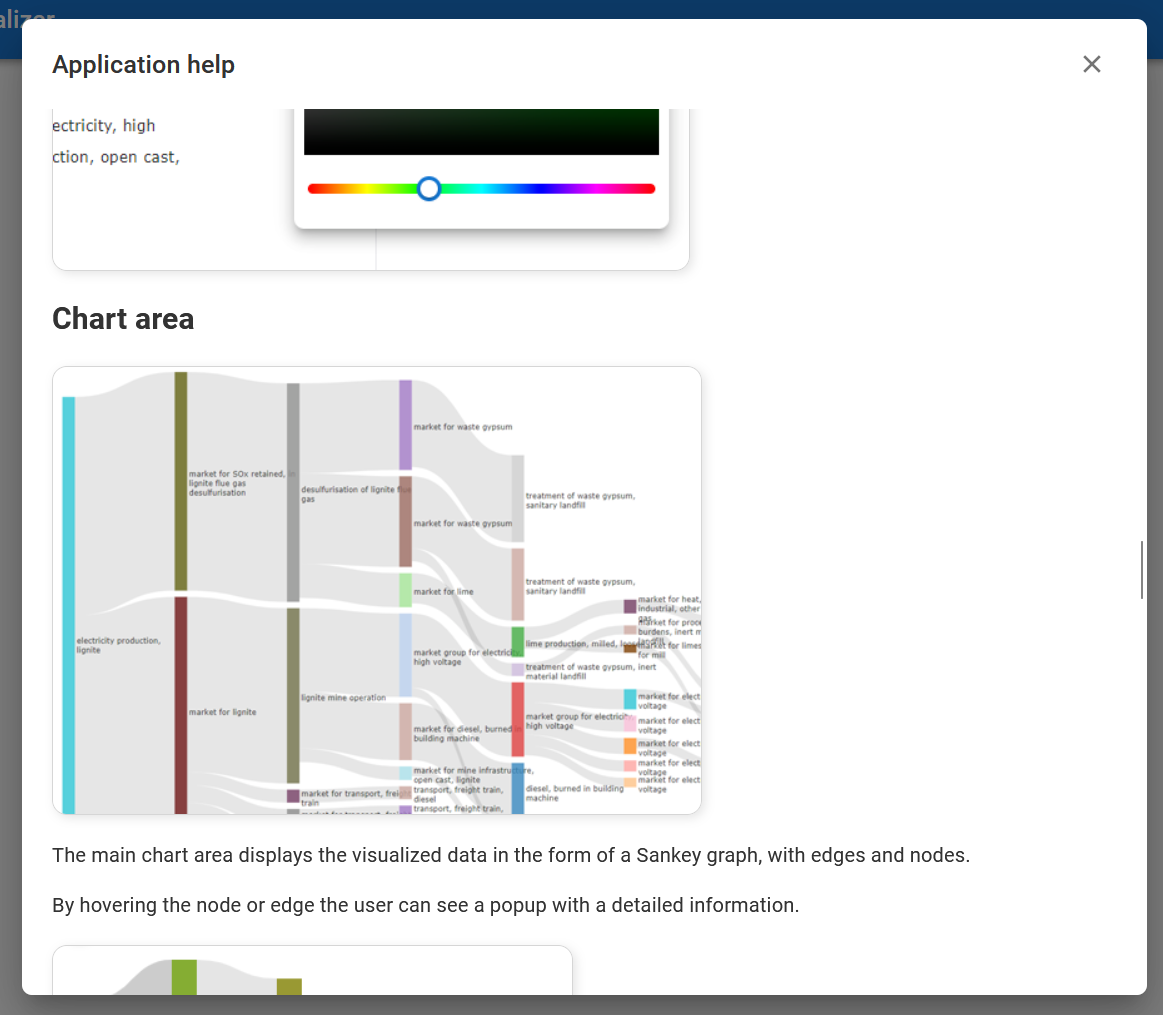 alizer
Application help
ectricity, high
ction, open cast,
Chart area
market for waste gypsum
market for SOx retained, in
lignite flue gas
desulfurisation
desulfurisation of lignite flue
gas
treatment of waste gypsum,
sanitary landfill
market for waste gypsum
treatment of waste gypsum,
sanitary landfill
market for lime
market for heat,
industrial, other
gas
market for proce
burdens, inert m
landfill
electricity production,
lignite
lime production, milled, loose
market for limes
for mill
market group for electricity,
high voltage
treatment of waste gypsum, inert
material landfill
lignite mine operation
market for elect
voltage
market for lignite
market group for electricity,
high voltage
market for elect
voltage
market for diesel, burned in
building machine
market for elect
voltage
market for elect
voltage
market for mine infrastructure,
open cast, lignite
market for elect
voltage
market for transport, freight
train
transport, freight train,
diesel
diesel, burned in building
machine
transport, freight train,
The main chart area displays the visualized data in the form of a Sankey graph, with edges and nodes.
By hovering the node or edge the user can see a popup with a detailed information.